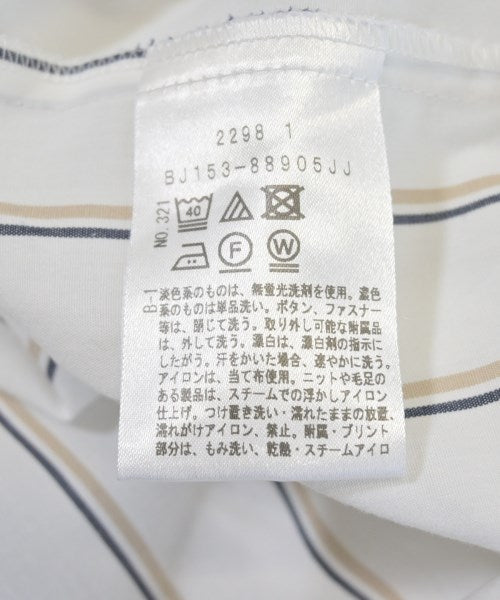 2298 1
BJ153-88905JJ
NO.321
40
F
W
B-1
淡色系のものは、無蛍光洗剤を使用。濃色
系のものは単品洗い。ボタン、ファスナー
等は、閉じて洗う。取り外し可能な附属品
は、外して洗う。漂白は、漂白剤の指示に
したがう。汗をかいた場合、速やかに洗う。
アイロンは、当て布使用。ニットや毛足の
ある製品は、スチームでの浮かしアイロン
仕上げ。つけ置き洗い・濡れたままの放置、
濡れがけアイロン、禁止。附属・プリント
部分は、もみ洗い、乾熱・スチームアイロ